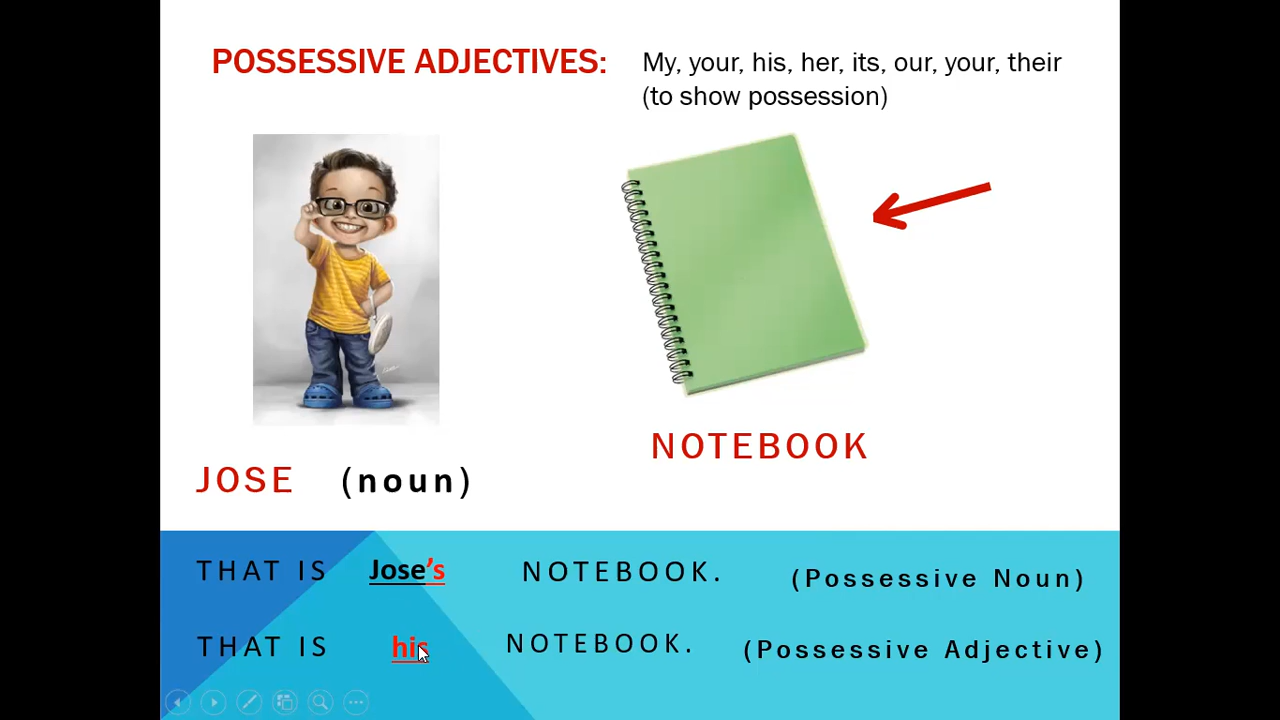 POSSESSIVE ADJECTIVES:
My, your, his, her, its, our, your, their
(to show possession)
NOTEBOOK
JOSE (noun)
THAT IS Jose's NOTEBOOK. (Possessive Noun)
THAT IS his NOTEBOOK. (Possessive Adjective)